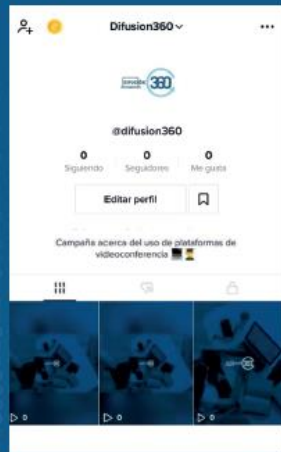 Difusion360
360
@difusion360
0 0 0
Siguiendo Seguidores Me gusta
Editar perfil
Campaña acerca del uso de plataformas de
videoconferencia
0 0 0